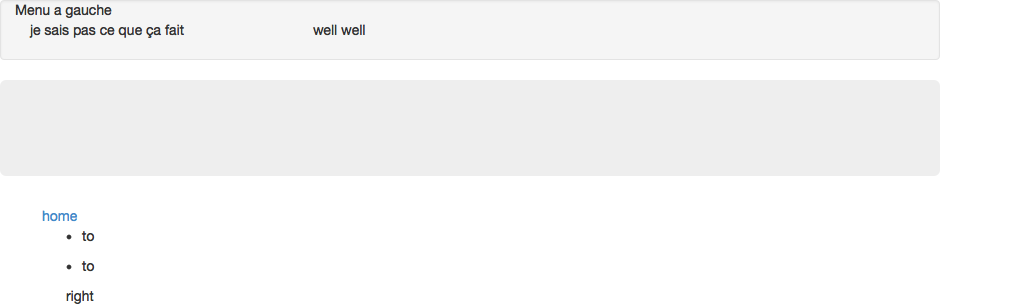 Menu a gauche
je sais pas ce que ça fait well well
home
to
to
right